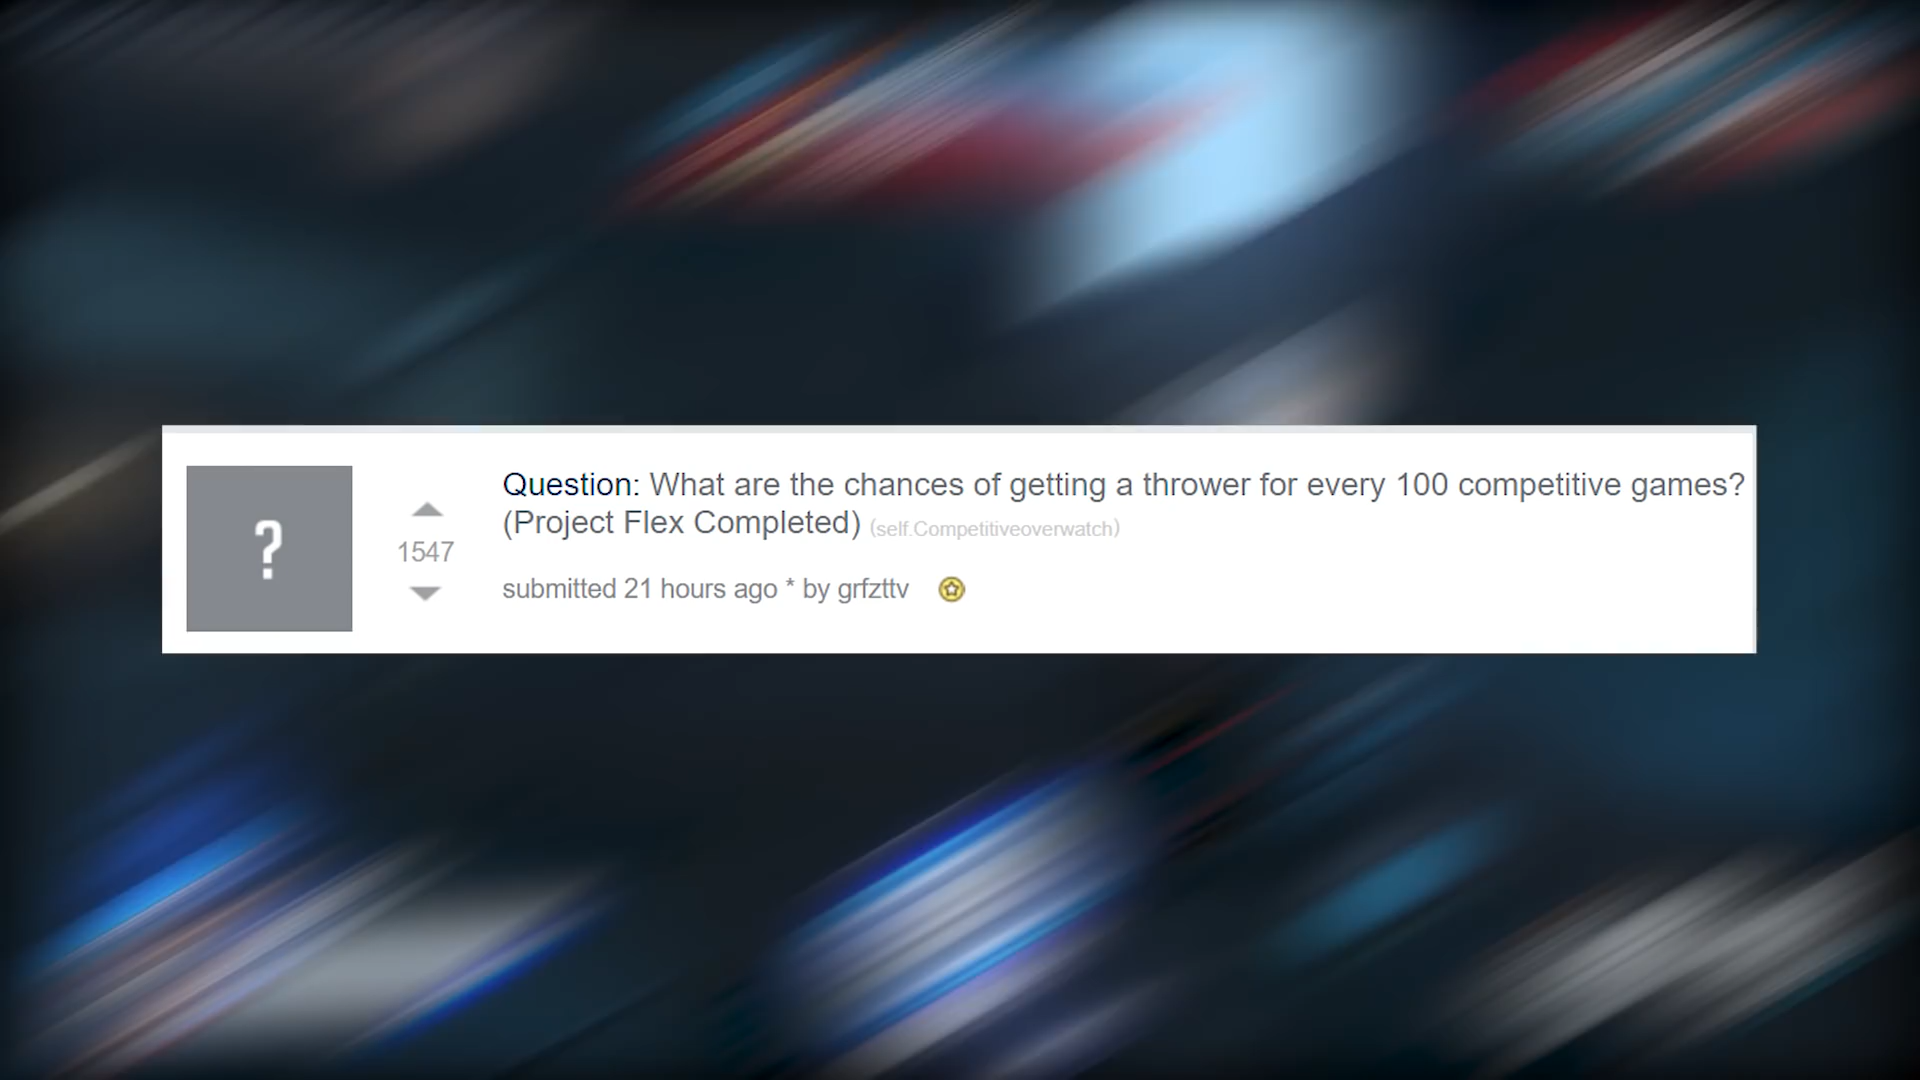 ?
1547
Question: What are the chances of getting a thrower for every 100 competitive games?
(Project Flex Completed) (self.Competitiveoverwatch)
submitted 21 hours ago * by grfzttv